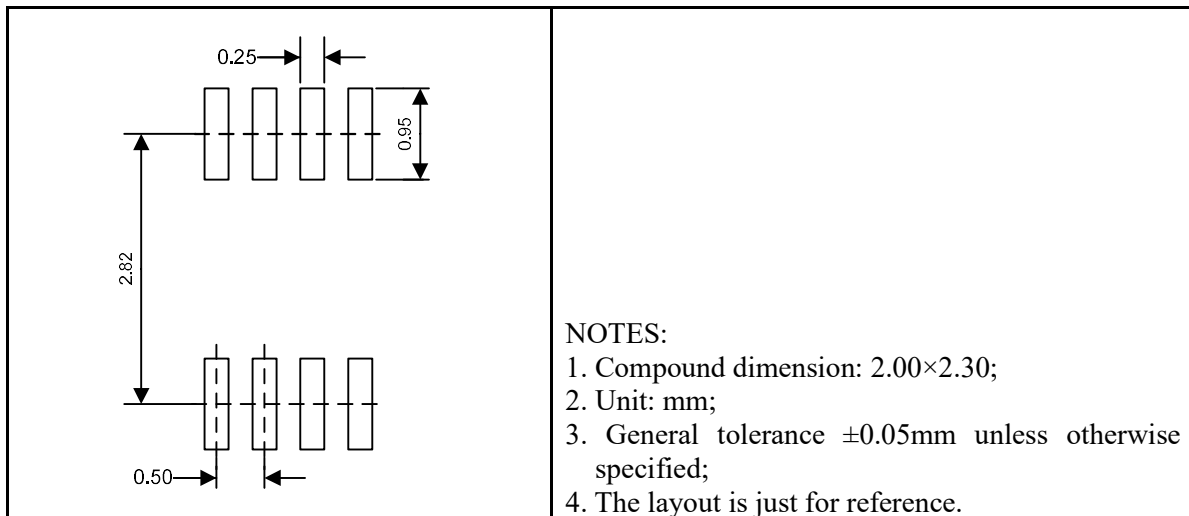 0.25
0.95
2.82
0.50
NOTES:
1. Compound dimension: 2.00×2.30;
2. Unit: mm;
3. General tolerance ±0.05mm unless otherwise
specified;
4. The layout is just for reference.